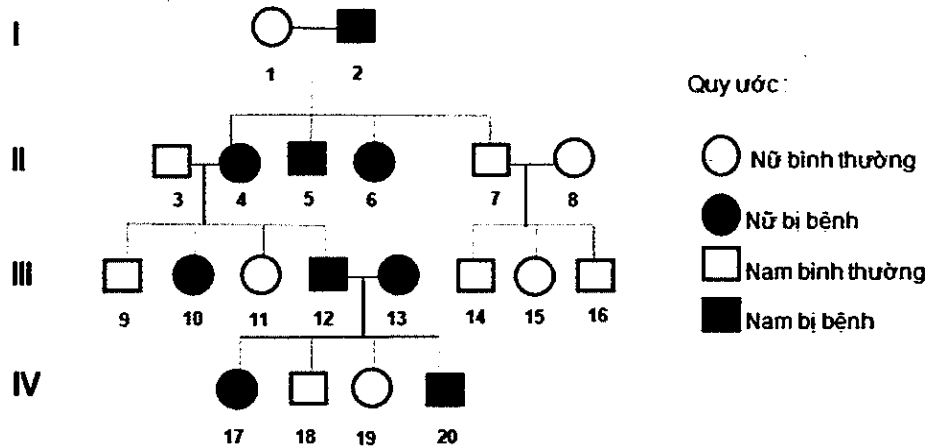 I
1 2
Quy ước :
II
3 4 5 6 7 8
Nữ bình thường
Nữ bị bệnh
III
9 10 11 12 13 14 15 16
Nam bình thường
Nam bị bệnh
IV
17 18 19 20